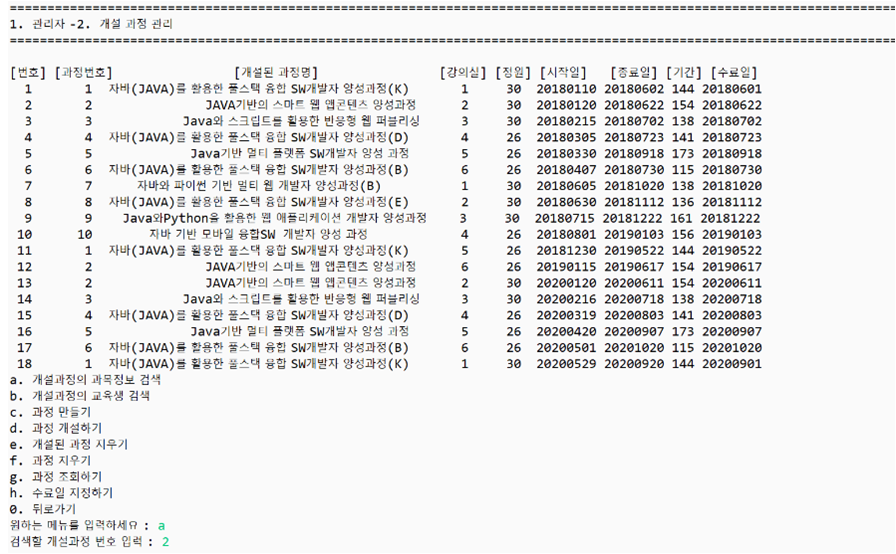 ================================================================================
1. 관리자 -2. 개설 과정 관리
================================================================================
[번호] [과정번호] [개설된 과정명] [강의실] [정원] [시작일] [종료일] [기간] [수료일]
1 1 자바(JAVA)를 활용한 풀스택 융합 SW개발자 양성과정(K) 1 30 20180110 20180602 144 20180601
2 2 JAVA기반의 스마트 웹 앱콘텐츠 양성과정 2 30 20180120 20180622 154 20180622
3 3 Java와 스크립트를 활용한 반응형 웹 퍼블리싱 3 30 20180215 20180702 138 20180702
4 4 자바(JAVA)를 활용한 풀스택 융합 SW개발자 양성과정(D) 4 26 20180305 20180723 141 20180723
5 5 Java기반 멀티 플랫폼 SW개발자 양성 과정 5 26 20180330 20180918 173 20180918
6 6 자바(JAVA)를 활용한 풀스택 융합 SW개발자 양성과정(B) 6 26 20180407 20180730 115 20180730
7 7 자바와 파이썬 기반 멀티 웹 개발자 양성과정(B) 1 30 20180605 20181020 138 20181020
8 8 자바(JAVA)를 활용한 풀스택 융합 SW개발자 양성과정(E) 2 30 20180630 20181112 136 20181112
9 9 Java와Python을 활용한 웹 애플리케이션 개발자 양성과정 3 30 20180715 20181222 161 20181222
10 10 자바 기반 모바일 융합SW 개발자 양성 과정 4 26 20180801 20190103 156 20190103
11 1 자바(JAVA)를 활용한 풀스택 융합 SW개발자 양성과정(K) 5 26 20181230 20190522 144 20190522
12 2 JAVA기반의 스마트 웹 앱콘텐츠 양성과정 6 26 20190115 20190617 154 20190617
13 2 JAVA기반의 스마트 웹 앱콘텐츠 양성과정 2 30 20200120 20200611 154 20200611
14 3 Java와 스크립트를 활용한 반응형 웹 퍼블리싱 3 30 20200216 20200718 138 20200718
15 4 자바(JAVA)를 활용한 풀스택 융합 SW개발자 양성과정(D) 4 26 20200319 20200803 141 20200803
16 5 Java기반 멀티 플랫폼 SW개발자 양성 과정 5 26 20200420 20200907 173 20200907
17 6 자바(JAVA)를 활용한 풀스택 융합 SW개발자 양성과정(B) 6 26 20200501 20201020 115 20201020
18 1 자바(JAVA)를 활용한 풀스택 융합 SW개발자 양성과정(K) 1 30 20200529 20200920 144 20200901
a. 개설과정의 과목정보 검색
b. 개설과정의 교육생 검색
c. 과정 만들기
d. 과정 개설하기
e. 개설된 과정 지우기
f. 과정 지우기
g. 과정 조회하기
h. 수료일 지정하기
0. 뒤로가기
원하는 메뉴를 입력하세요 : a
검색할 개설과정 번호 입력 : 2